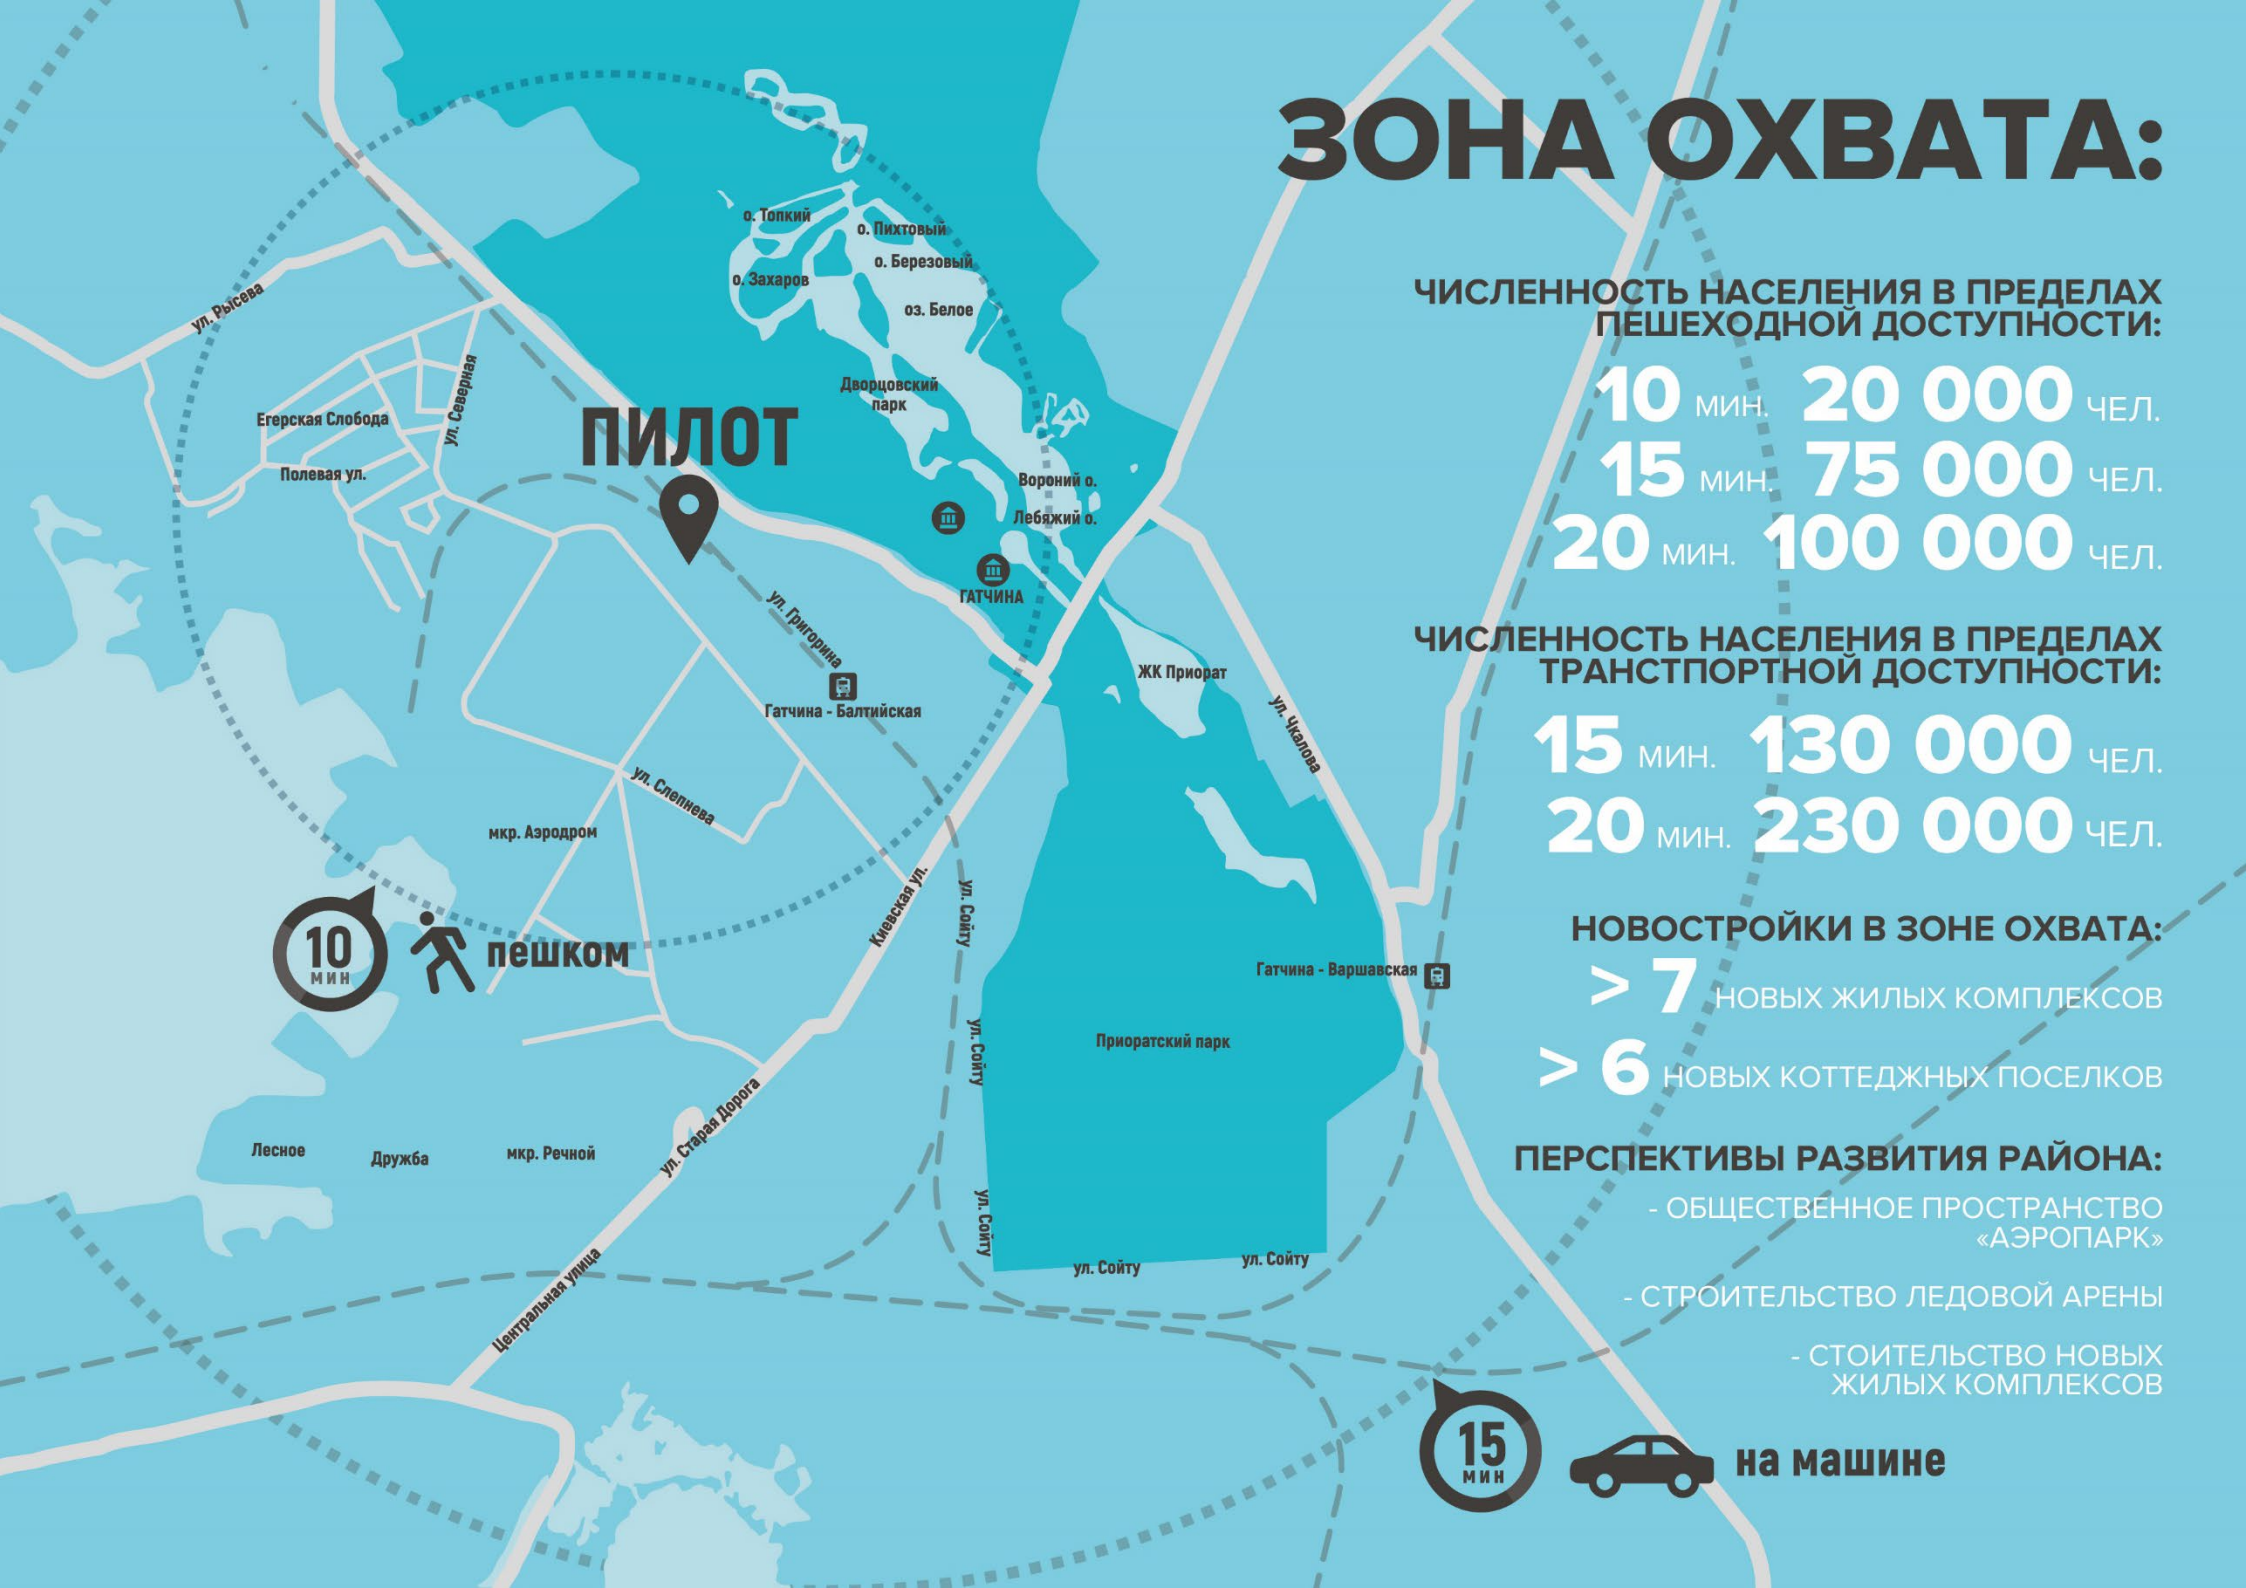 ЗОНА ОХВАТА:
ЧИСЛЕННОСТЬ НАСЕЛЕНИЯ В ПРЕДЕЛАХ
ПЕШЕХОДНОЙ ДОСТУПНОСТИ:
10 МИН. 20 000 ЧЕЛ.
15 МИН. 75 000 ЧЕЛ.
20 МИН. 100 000 ЧЕЛ.
ЧИСЛЕННОСТЬ НАСЕЛЕНИЯ В ПРЕДЕЛАХ
ТРАНСТПОРТНОЙ ДОСТУПНОСТИ:
15 МИН. 130 000 ЧЕЛ.
20 МИН. 230 000 ЧЕЛ.
НОВОСТРОЙКИ В ЗОНЕ ОХВАТА:
> 7 НОВЫХ ЖИЛЫХ КОМПЛЕКСОВ
> 6 НОВЫХ КОТТЕДЖНЫХ ПОСЕЛКОВ
ПЕРСПЕКТИВЫ РАЗВИТИЯ РАЙОНА:
- ОБЩЕСТВЕННОЕ ПРОСТРАНСТВО
«АЭРОПАРК»
- СТРОИТЕЛЬСТВО ЛЕДОВОЙ АРЕНЫ
- СТОИТЕЛЬСТВО НОВЫХ
ЖИЛЫХ КОМПЛЕКСОВ
15
МИН
на машине
о. Топкий
о. Пихтовый
о. Березовый
о. Захаров
оз. Белое
ул. Рысева
ул. Северная
Дворцовский
парк
Егерская Слобода
Полевая ул.
ПИЛОТ
Вороний о.
Лебяжий о.
ГАТЧИНА
ул. Григорина
Гатчина - Балтийская
ЖК Приорат
ул. Чкалова
ул. Слепнева
мкр. Аэродром
Киевская ул.
ул. Сойту
10
МИН
пешком
Гатчина - Варшавская
ул. Сойту
Приоратский парк
ул. Старая Дорога
Лесное
Дружба
мкр. Речной
ул. Сойту
ул. Сойту
ул. Сойту
Центральная улица